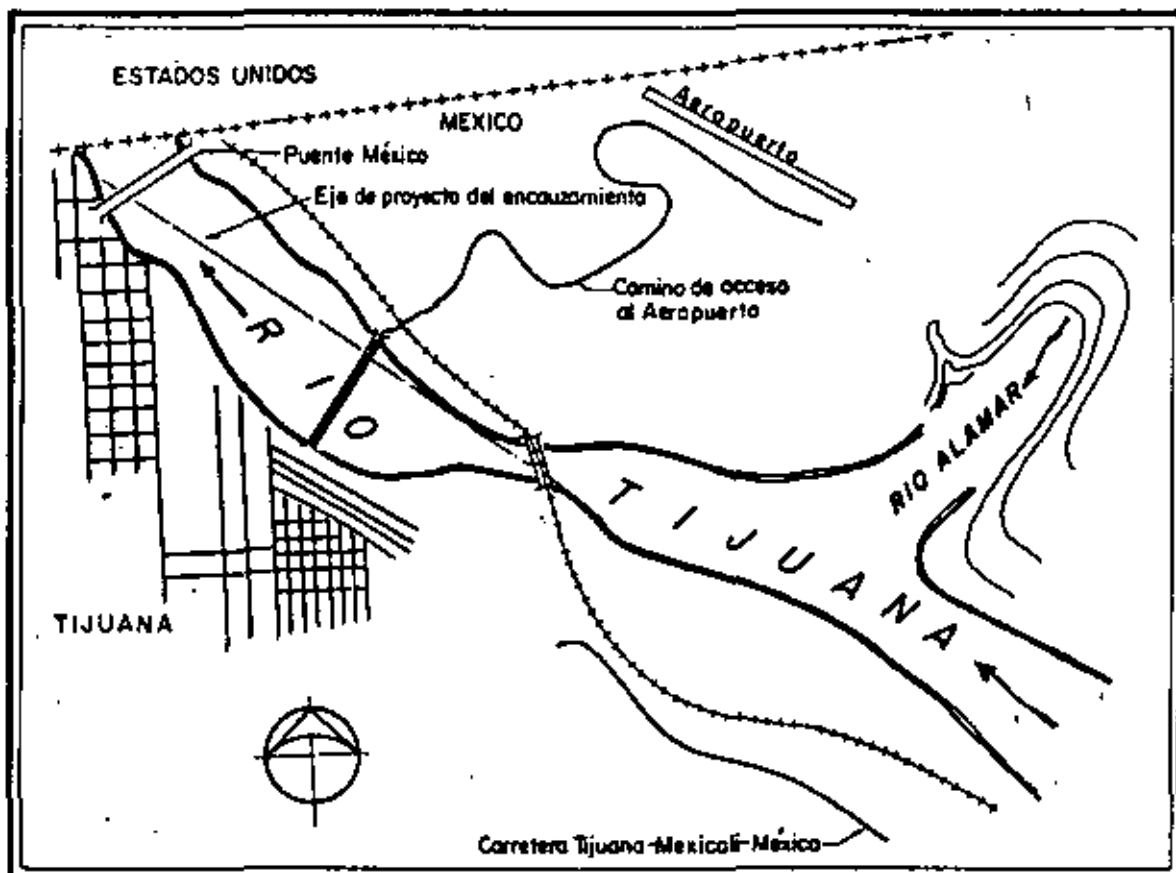 ESTADOS UNIDOS
MEXICO
Aeropuerto
Puente México
Eje de proyecto del encauzamiento
Camino de acceso
al Aeropuerto
RIO
TIJUANA
RIO ALAMAR
TIJUANA
Carretera Tijuana-Mexicali-México